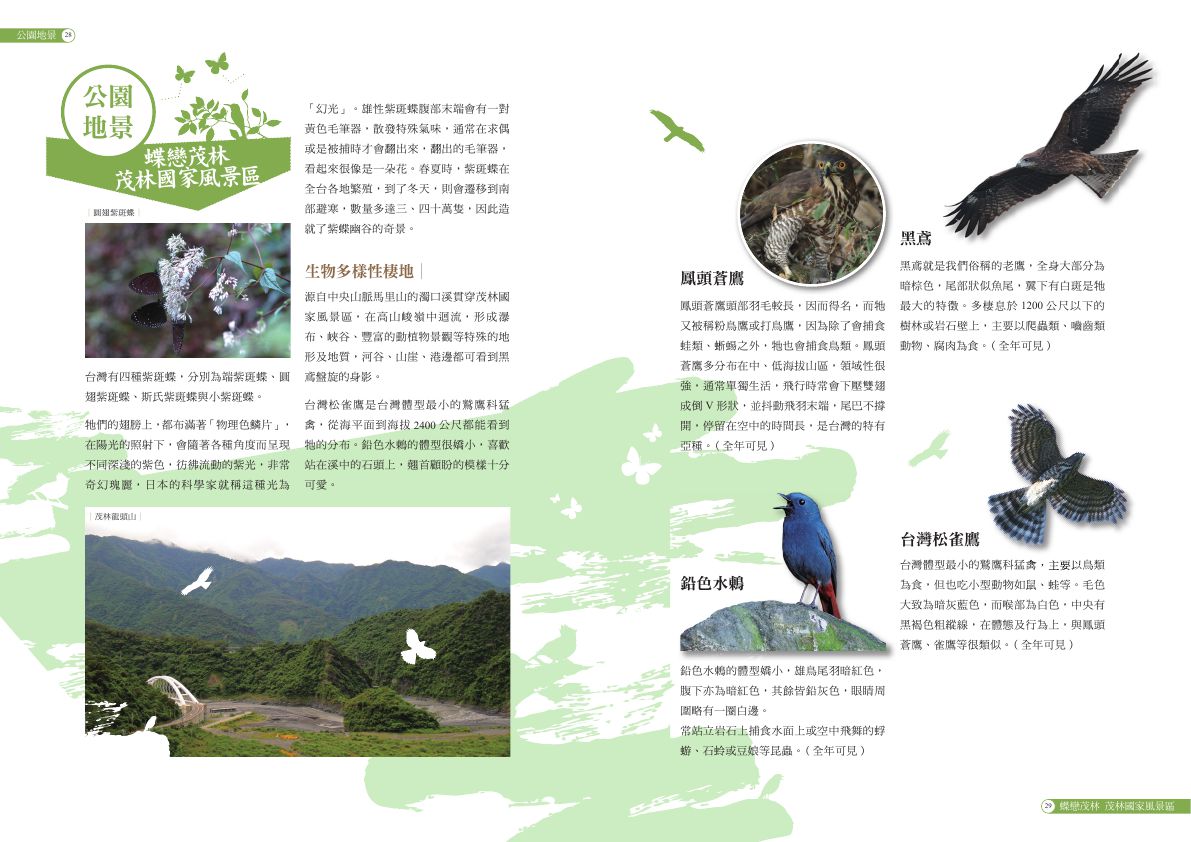 公園地景 28
公園
地景
蝶戀茂林
茂林國家風景區
圓翅紫斑蝶
台灣有四種紫斑蝶，分別為端紫斑蝶、圓
翅紫斑蝶、斯氏紫斑蝶與小紫斑蝶。
牠們的翅膀上，都布滿著「物理色鱗片」，
在陽光的照射下，會隨著各種角度而呈現
不同深淺的紫色，彷彿流動的紫光，非常
奇幻瑰麗，日本的科學家就稱這種光為
「幻光」。雄性紫斑蝶腹部末端會有一對
黃色毛筆器，散發特殊氣味，通常在求偶
或是被捕時才會翻出來，翻出的毛筆器，
看起來很像是一朵花。春夏時，紫斑蝶在
全台各地繁殖，到了冬天，則會遷移到南
部避寒，數量多達三、四十萬隻，因此造
就了紫蝶幽谷的奇景。
生物多樣性棲地
源自中央山脈馬里山的濁口溪貫穿茂林國
家風景區，在高山峻嶺中迴流，形成瀑
布、峽谷、豐富的動植物景觀等特殊的地
形及地質，河谷、山崖、港邊都可看到黑
鳶盤旋的身影。
台灣松雀鷹是台灣體型最小的鷲鷹科猛
禽，從海平面到海拔 2400 公尺都能看到
牠的分布。鉛色水鶇的體型很嬌小，喜歡
站在溪中的石頭上，翹首顧盼的模樣十分
可愛。
茂林龍頭山
鳳頭蒼鷹
鳳頭蒼鷹頭部羽毛較長，因而得名，而牠
又被稱粉鳥鷹或打鳥鷹，因為除了會捕食
蛙類、蜥蜴之外，牠也會捕食鳥類。鳳頭
蒼鷹多分布在中、低海拔山區，領域性很
強，通常單獨生活，飛行時常會下壓雙翅
成倒 V 形狀，並抖動飛羽末端，尾巴不撐
開，停留在空中的時間長，是台灣的特有
亞種。（全年可見）
鉛色水鶇
鉛色水鶇的體型嬌小，雄鳥尾羽暗紅色，
腹下亦為暗紅色，其餘皆鉛灰色，眼睛周
圍略有一圈白邊。
常站立岩石上捕食水面上或空中飛舞的蜉
蝣、石蛉或豆娘等昆蟲。（全年可見）
黑鳶
黑鳶就是我們俗稱的老鷹，全身大部分為
暗棕色，尾部狀似魚尾，翼下有白斑是牠
最大的特徵。多棲息於 1200 公尺以下的
樹林或岩石壁上，主要以爬蟲類、嚙齒類
動物、腐肉為食。（全年可見）
台灣松雀鷹
台灣體型最小的鷲鷹科猛禽，主要以鳥類
為食，但也吃小型動物如鼠、蛙等。毛色
大致為暗灰藍色，而喉部為白色，中央有
黑褐色粗縱線，在體態及行為上，與鳳頭
蒼鷹、雀鷹等很類似。（全年可見）
29 蝶戀茂林 茂林國家風景區